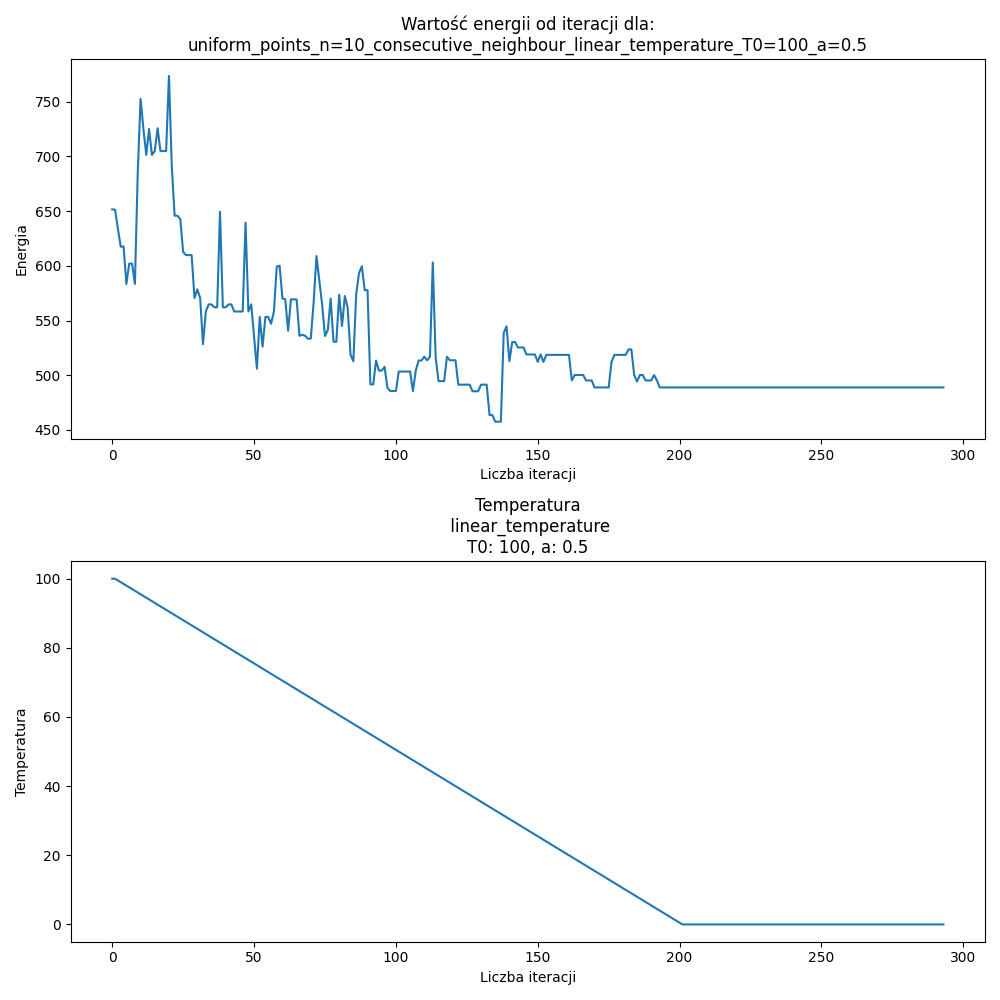 Wartość energii od iteracji dla:
uniform_points_n=10_consecutive_neighbour_linear_temperature_T0=100_a=0.5
Energia
750
700
650
600
550
500
450
0 50 100 150 200 250 300
Liczba iteracji
Temperatura
linear_temperature
T0: 100, a: 0.5
Temperatura
100
80
60
40
20
0
0 50 100 150 200 250 300
Liczba iteracji